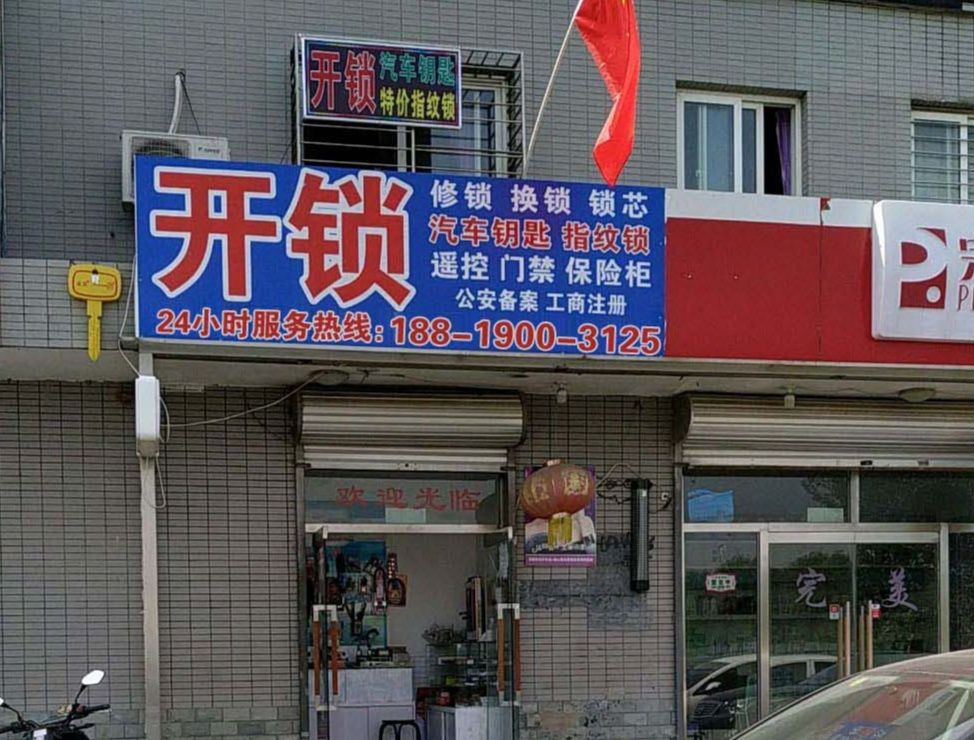 开锁 汽车钥匙
特价指纹锁
开锁
修锁 换锁 锁芯
汽车钥匙 指纹锁
遥控 门禁 保险柜
公安备案 工商注册
24小时服务热线:188-1900-3125
欢迎光临
完 美